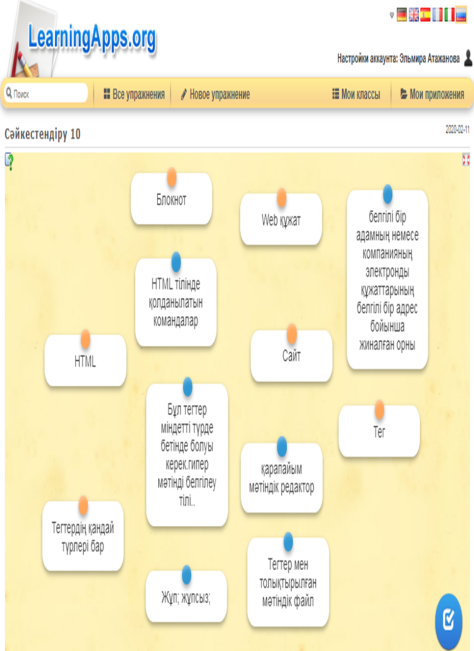 LearningApps.org
Настройки аккаунта: Эльмира Атажанова
Поиск
Все упражнения
Новое упражнение
Мои классы
Мои приложения
Сәйкестендіру 10
2020-02-11
Блокнот
Web құжат
белгілі бір
адамның немесе
компанияның
электронды
құжаттарының
белгілі бір адрес
бойынша
жиналған орны
HTML тілінде
қолданылатын
командалар
HTML
Сайт
Бұл тегтер
міндетті түрде
бетінде болуы
керек.гипер
мәтінді белгілеу
тілі..
Тег
қарапайым
мәтіндік редактор
Тегтердің қандай
түрлері бар
Тегтер мен
толықтырылған
мәтіндік файл
Жұп; жұпсыз;